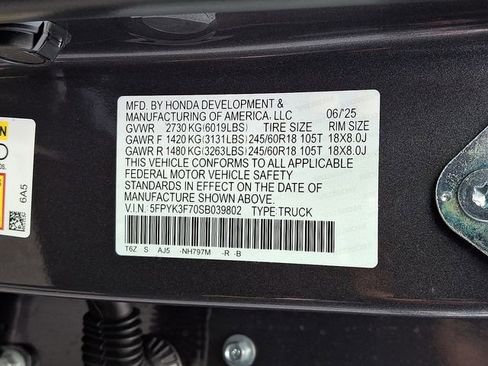 MFD. BY HONDA DEVELOPMENT &
MANUFACTURING OF AMERICA, LLC 06/'25
GVWR 2730 KG(6019LBS) TIRE SIZE RIM SIZE
GAWR F 1420 KG(3131LBS) 245/60R18 105T 18X8.0J
GAWR R 1480 KG(3263LBS) 245/60R18 105T 18X8.0J
THIS VEHICLE CONFORMS TO ALL APPLICABLE
FEDERAL MOTOR VEHICLE SAFETY
STANDARDS IN EFFECT ON THE DATE OF
MANUFACTURE SHOWN ABOVE.
V.I.N. 5FPYK3F70SB039802 TYPE:TRUCK
T6Z S AJ5 -NH797M -R -B
6A5